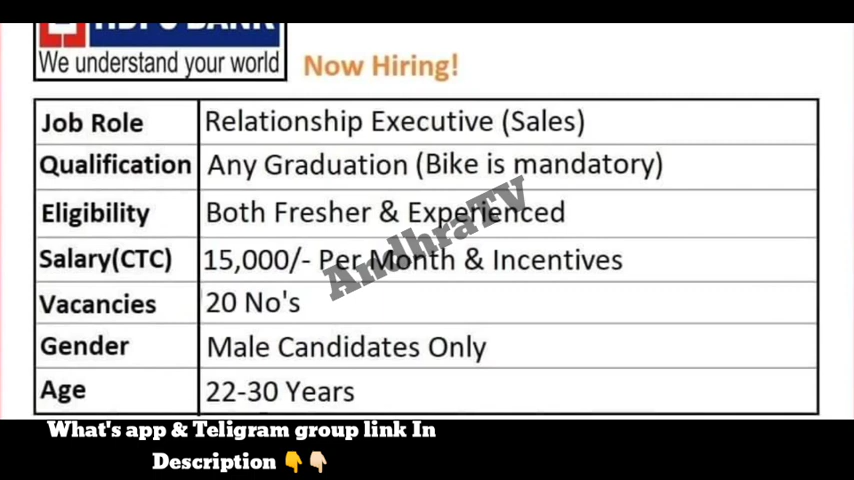 HDFC BANK
We understand your world
Now Hiring!
Job Role Relationship Executive (Sales)
Qualification Any Graduation (Bike is mandatory)
Eligibility Both Fresher & Experienced
Salary(CTC) 15,000/- Per Month & Incentives
Vacancies 20 No's
Gender Male Candidates Only
Age 22-30 Years
AndhraTV
What's app & Teligram group link In
Description 👇👇🏻